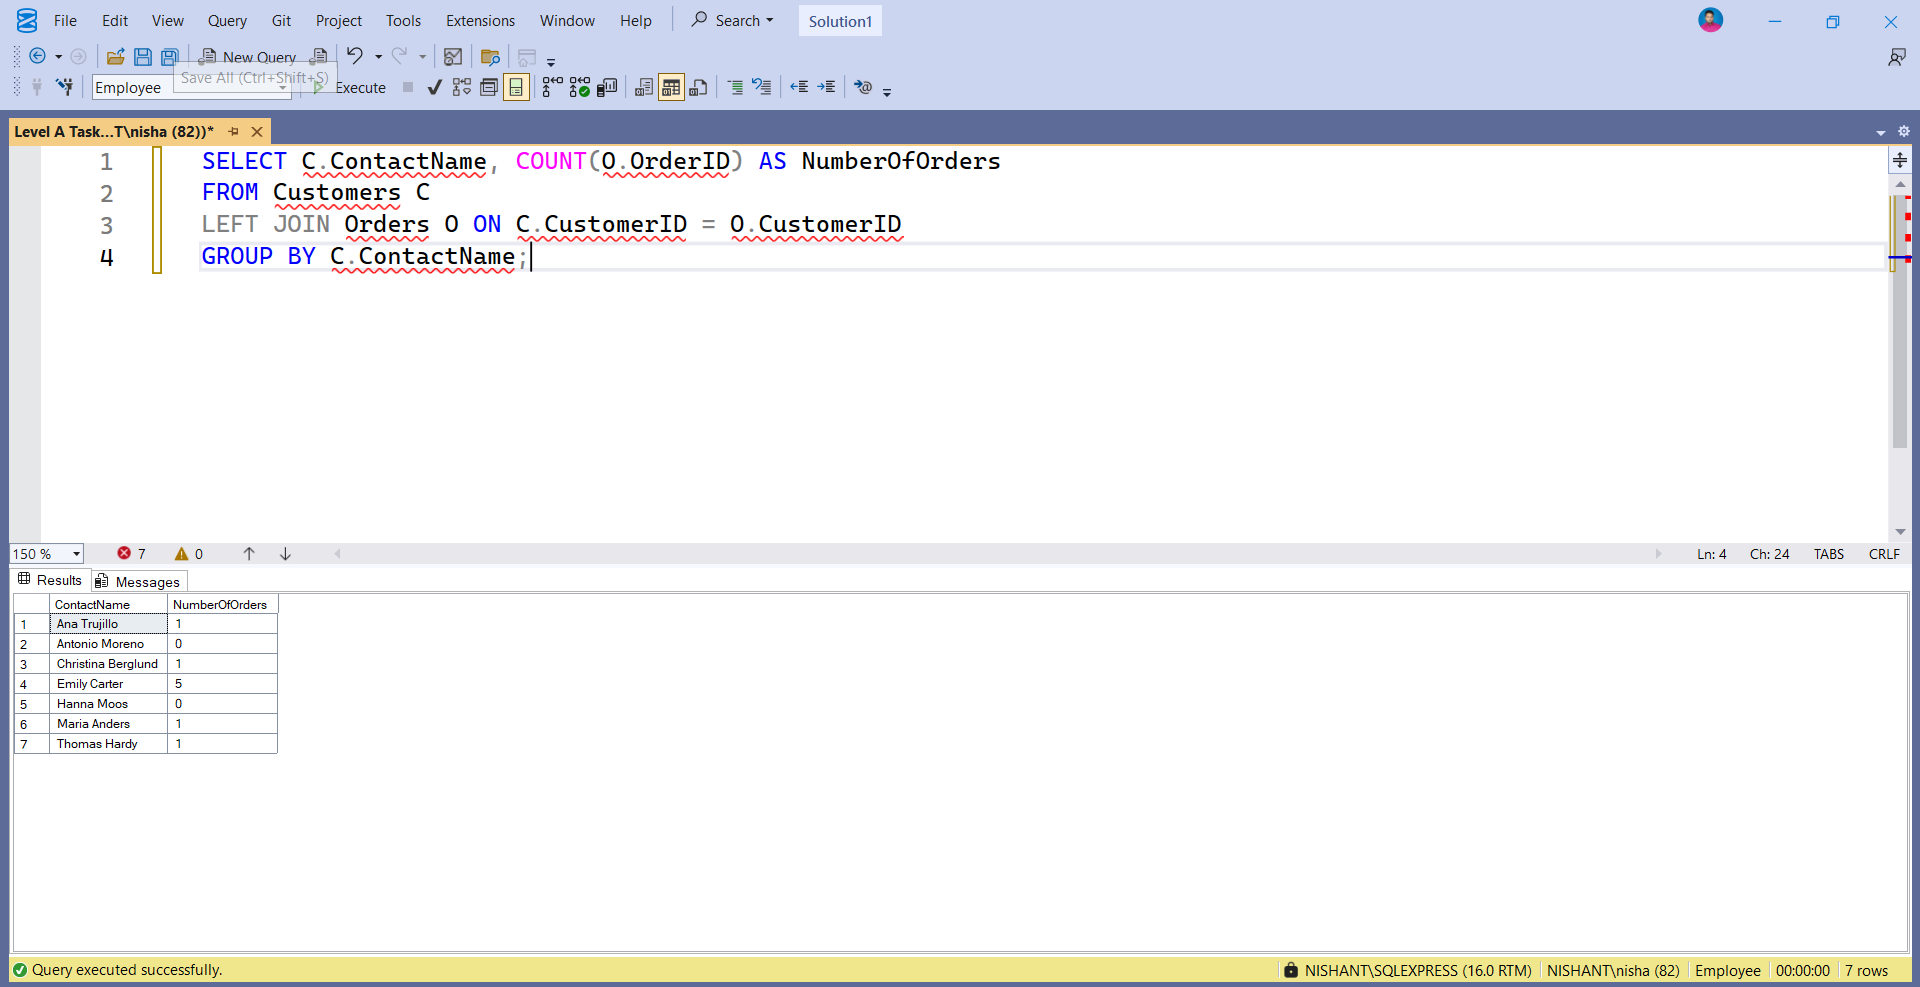 File Edit View Query Git Project Tools Extensions Window Help Search Solution1
New Query
Save All (Ctrl+Shift+S)
Employee Execute
Level A Task...T\nisha (82))*
1 SELECT C.ContactName, COUNT(O.OrderID) AS NumberOfOrders
2 FROM Customers C
3 LEFT JOIN Orders O ON C.CustomerID = O.CustomerID
4 GROUP BY C.ContactName;
150 % 7 0 Ln: 4 Ch: 24 TABS CRLF
Results Messages
ContactName NumberOfOrders
1 Ana Trujillo 1
2 Antonio Moreno 0
3 Christina Berglund 1
4 Emily Carter 5
5 Hanna Moos 0
6 Maria Anders 1
7 Thomas Hardy 1
Query executed successfully. NISHANT\SQLEXPRESS (16.0 RTM) NISHANT\nisha (82) Employee 00:00:00 7 rows